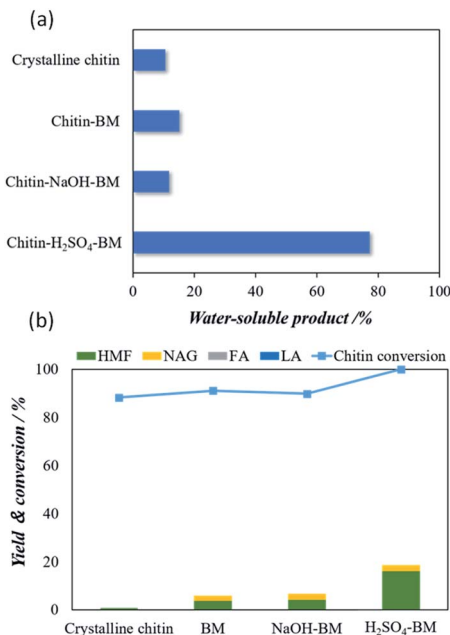 (a)
Crystalline chitin
Chitin-BM
Chitin-NaOH-BM
Chitin-H₂SO₄-BM
0 20 40 60 80 100
Water-soluble product /%
(b)
HMF NAG FA LA Chitin conversion
100
80
60
40
20
0
Yield & conversion / %
Crystalline chitin BM NaOH-BM H₂SO₄-BM